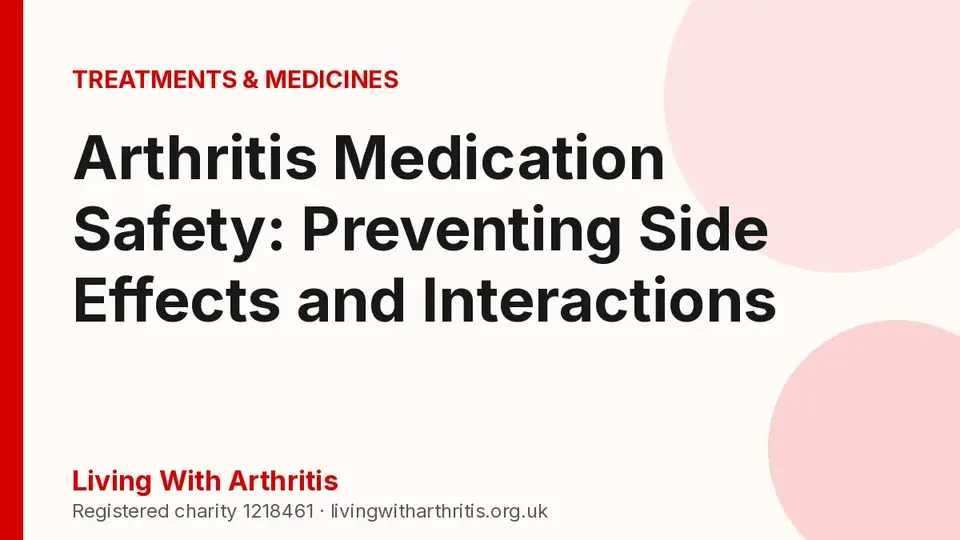 TREATMENTS & MEDICINES
Arthritis Medication
Safety: Preventing Side
Effects and Interactions
Living With Arthritis
Registered charity 1218461 · livingwitharthritis.org.uk